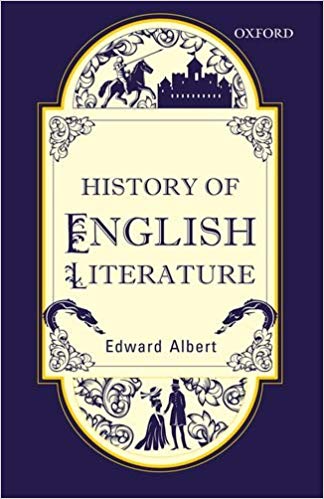 OXFORD
HISTORY OF
ENGLISH
LITERATURE
Edward Albert